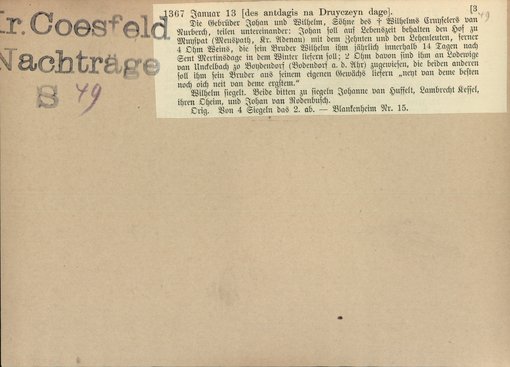 Kr. Coesfeld
Nachträge
S 49
1367 Januar 13 [des antdagis na Druyczeyn dage]. [3
49
Die Gebrüder Johan und Wilhelm, Söhne des † Wilhelms
von
Nurberch, teilen untereinander: Johan soll auf Lebenszeit behalten den Hof zu
(Menspath, Kr. Adenau) mit dem Zehnten und den Lehenleuten, ferner
4 Ohm Weins, die sein Bruder Wilhelm ihm jährlich innerhalb 14 Tagen nach
Sent Mertinsdage in dem Winter liefern soll; 2 Ohm davon sind ihm an Lodewige
van Unckelbach zo Boydendorf (Bodendorf a. d. Ahr) zugewiesen, die beiden anderen
soll ihm sein Bruder aus seinem eigenen Gewächs liefern „neyt van deme besten
noch oich neit van deme ergstem."
Wilhelm siegelt. Beide bitten zu siegeln Johanne van Huffelt, Lambrecht Kessel,
ihren Oheim, und Johan van Rodenbusch.
Orig. Von 4 Siegeln das 2. ab. — Blankenheim Nr. 15.